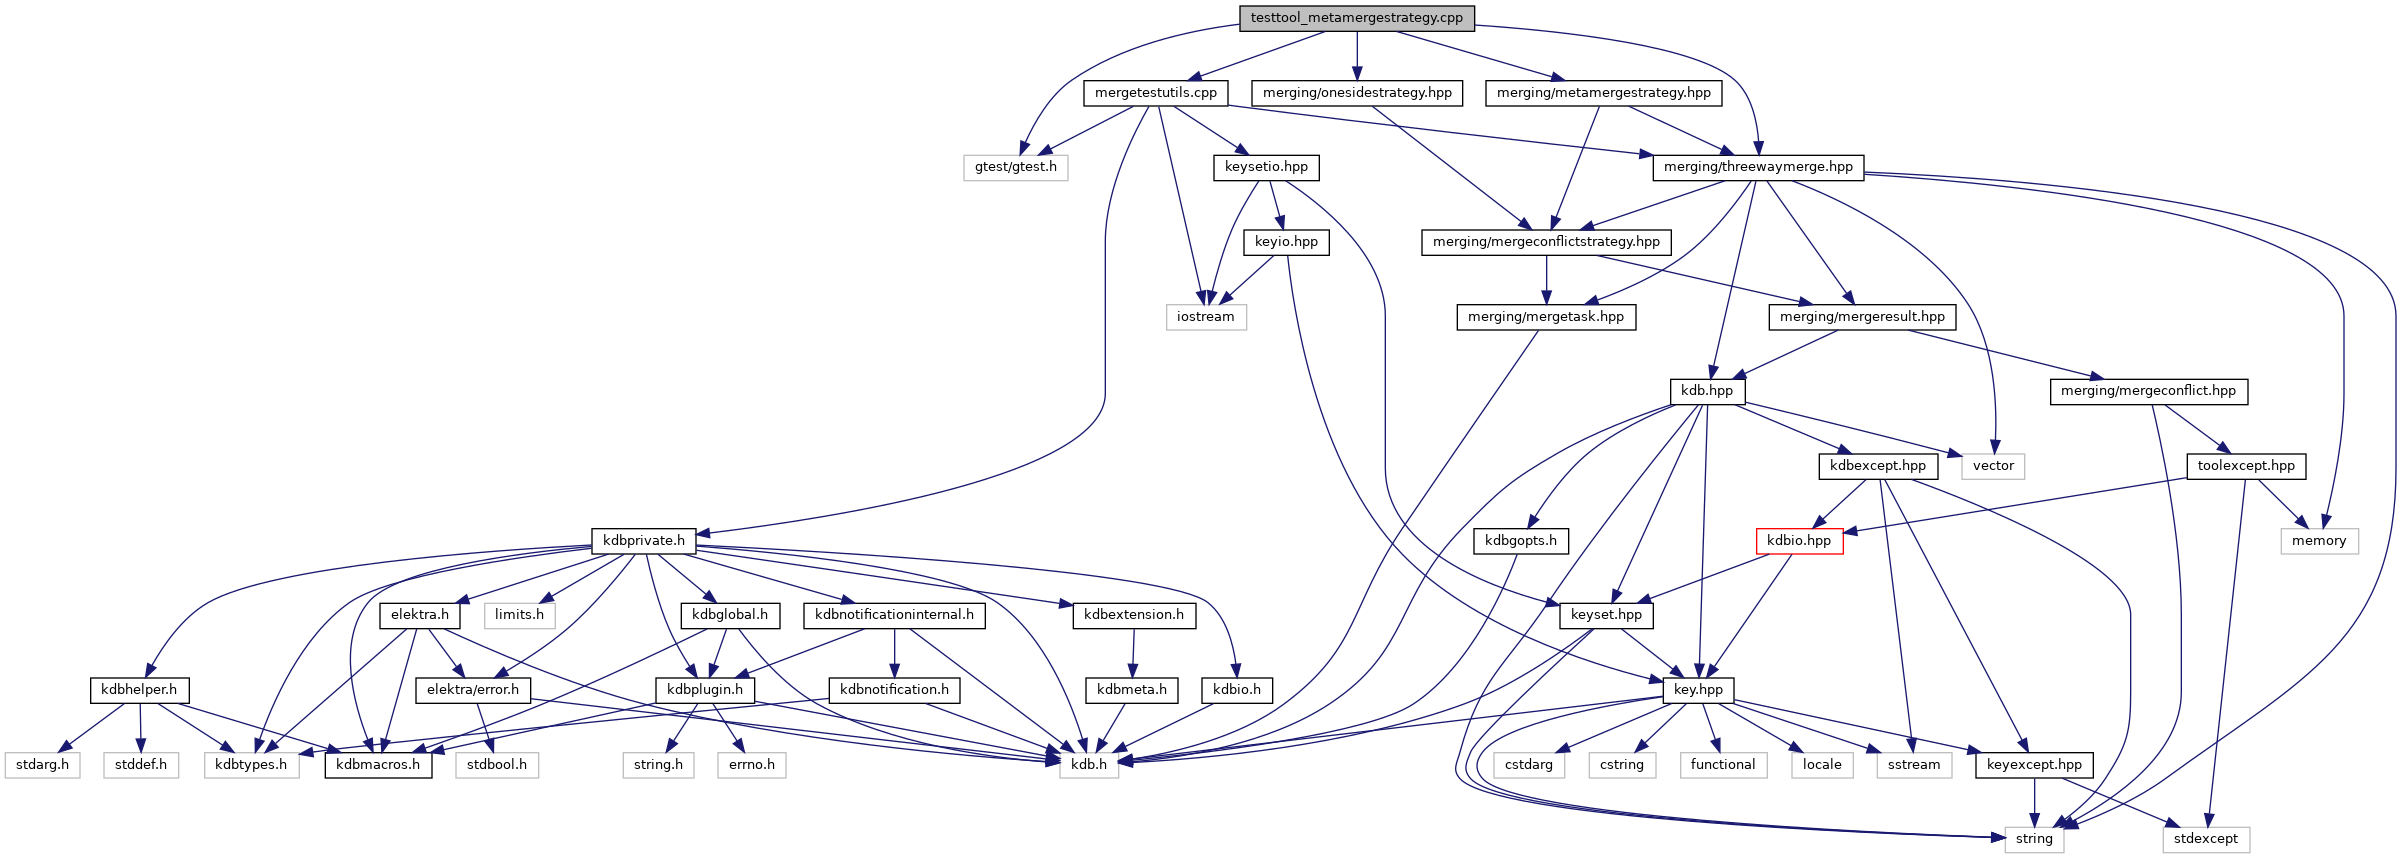 testtool_metamergestrategy.cpp
mergetestutils.cpp
merging/onesidestrategy.hpp
merging/metamergestrategy.hpp
gtest/gtest.h
keysetio.hpp
merging/threewaymerge.hpp
keyio.hpp
merging/mergeconflictstrategy.hpp
iostream
merging/mergetask.hpp
merging/mergeresult.hpp
kdb.hpp
merging/mergeconflict.hpp
kdbexcept.hpp
vector
toolexcept.hpp
kdbprivate.h
kdbgopts.h
kdbio.hpp
memory
elektra.h
limits.h
kdbglobal.h
kdbnotificationinternal.h
kdbextension.h
keyset.hpp
kdbhelper.h
elektra/error.h
kdbplugin.h
kdbnotification.h
kdbmeta.h
kdbio.h
key.hpp
stdarg.h
stddef.h
kdbtypes.h
kdbmacros.h
stdbool.h
string.h
errno.h
kdb.h
cstdarg
cstring
functional
locale
sstream
keyexcept.hpp
string
stdexcept